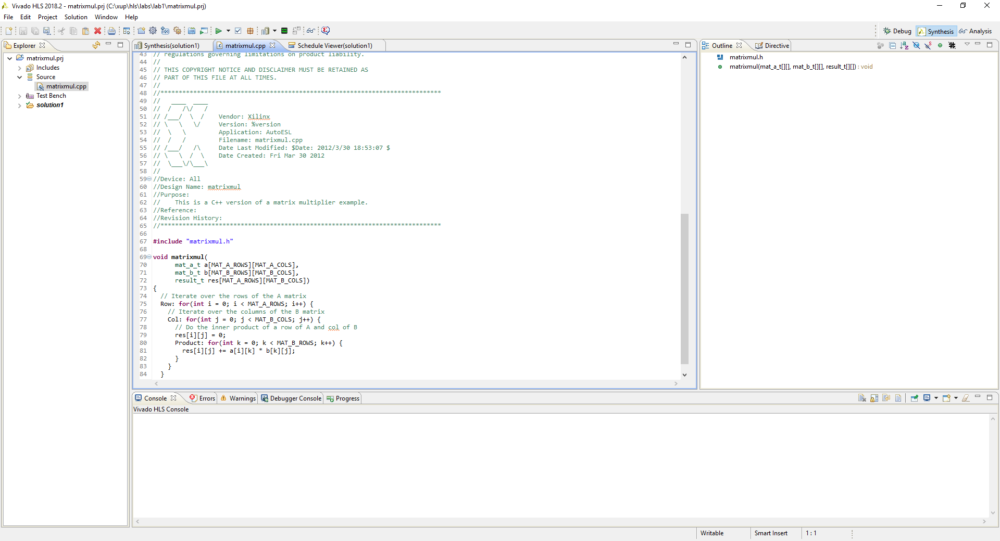 Vivado HLS 2018.2 - matrixmul.prj (C:\xup\hls\labs\lab1\matrixmul.prj)
File Edit Project Solution Window Help
Debug Synthesis Analysis
Explorer
matrixmul.prj
Includes
Source
matrixmul.cpp
Test Bench
solution1
Synthesis(solution1) matrixmul.cpp Schedule Viewer(solution1)
43 // regulations governing limitations on product liability.
44 //
45 // THIS COPYRIGHT NOTICE AND DISCLAIMER MUST BE RETAINED AS
46 // PART OF THIS FILE AT ALL TIMES.
47 //
48 //*****************************************************************************
49 //   ____  ____
50 //  /   /\/   /
51 // /___/  \  /    Vendor: Xilinx
52 // \   \   \/     Version: %version
53 //  \   \         Application: AutoESL
54 //  /   /         Filename: matrixmul.cpp
55 // /___/   /\     Date Last Modified: $Date: 2012/3/30 18:53:07 $
56 // \   \  /  \    Date Created: Fri Mar 30 2012
57 //  \___\/\___\
58 //
59 //Device: All
60 //Design Name: matrixmul
61 //Purpose:
62 //    This is a C++ version of a matrix multiplier example.
63 //Reference:
64 //Revision History:
65 //*****************************************************************************
66
67 #include "matrixmul.h"
68
69 void matrixmul(
70       mat_a_t a[MAT_A_ROWS][MAT_A_COLS],
71       mat_b_t b[MAT_B_ROWS][MAT_B_COLS],
72       result_t res[MAT_A_ROWS][MAT_B_COLS])
73 {
74   // Iterate over the rows of the A matrix
75   Row: for(int i = 0; i < MAT_A_ROWS; i++) {
76     // Iterate over the columns of the B matrix
77     Col: for(int j = 0; j < MAT_B_COLS; j++) {
78       // Do the inner product of a row of A and col of B
79       res[i][j] = 0;
80       Product: for(int k = 0; k < MAT_B_ROWS; k++) {
81         res[i][j] += a[i][k] * b[k][j];
82       }
83     }
84   }
Outline Directive
matrixmul.h
matrixmul(mat_a_t[][], mat_b_t[][], result_t[][]) : void
Console Errors Warnings Debugger Console Progress
Vivado HLS Console
Writable Smart Insert 1 : 1